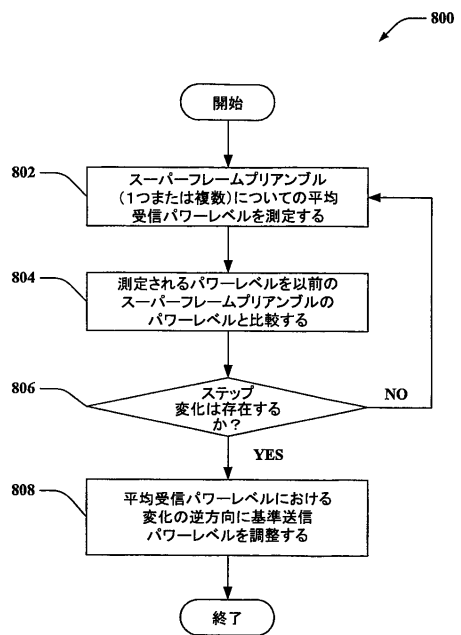 800
開始
802
スーパーフレームプリアンブル
(1つまたは複数)についての平均
受信パワーレベルを測定する
804
測定されるパワーレベルを以前の
スーパーフレームプリアンブルの
パワーレベルと比較する
806
ステップ
変化は存在する
か？
NO
YES
808
平均受信パワーレベルにおける
変化の逆方向に基準送信
パワーレベルを調整する
終了